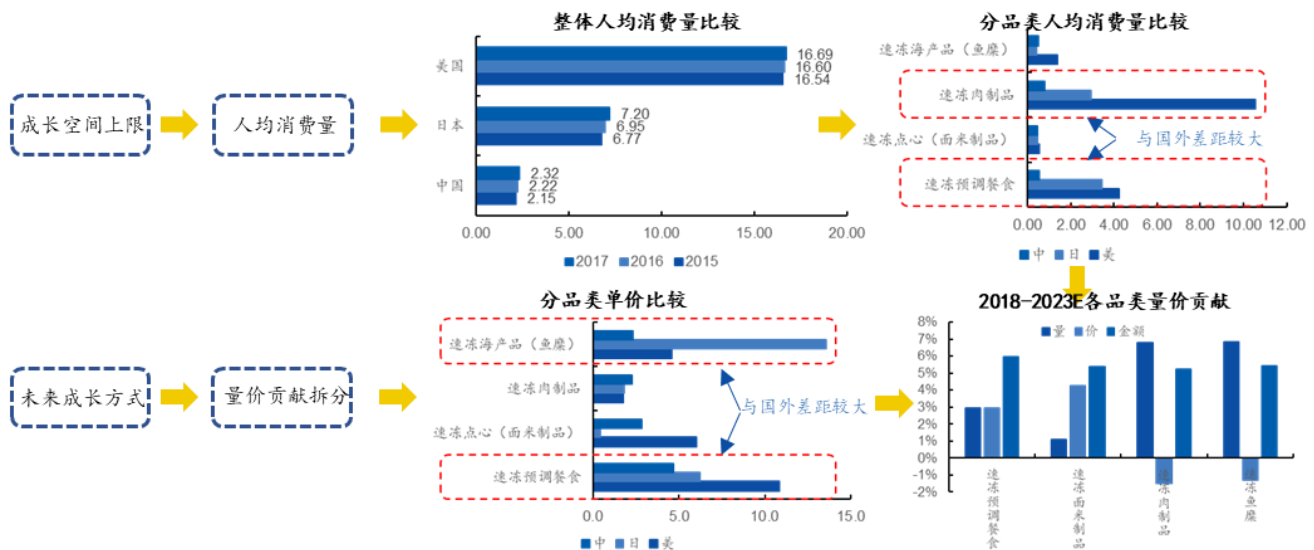 整体人均消费量比较
美国
16.69
16.60
16.54
日本
7.20
6.95
6.77
中国
2.32
2.22
2.15
0.00 5.00 10.00 15.00 20.00
2017 2016 2015
分品类人均消费量比较
速冻海产品（鱼糜）
速冻肉制品
速冻点心（面米制品）
速冻预调餐食
与国外差距较大
0.00 2.00 4.00 6.00 8.00 10.00 12.00
中 日 美
成长空间上限
人均消费量
分品类单价比较
速冻海产品（鱼糜）
速冻肉制品
速冻点心（面米制品）
速冻预调餐食
与国外差距较大
0.0 5.0 10.0 15.0
中 日 美
未来成长方式
量价贡献拆分
2018-2023E各品类量价贡献
量 价 金额
8%
7%
6%
5%
4%
3%
2%
1%
0%
-1%
-2%
速冻预调餐食
速冻面米制品
速冻肉制品
速冻鱼糜